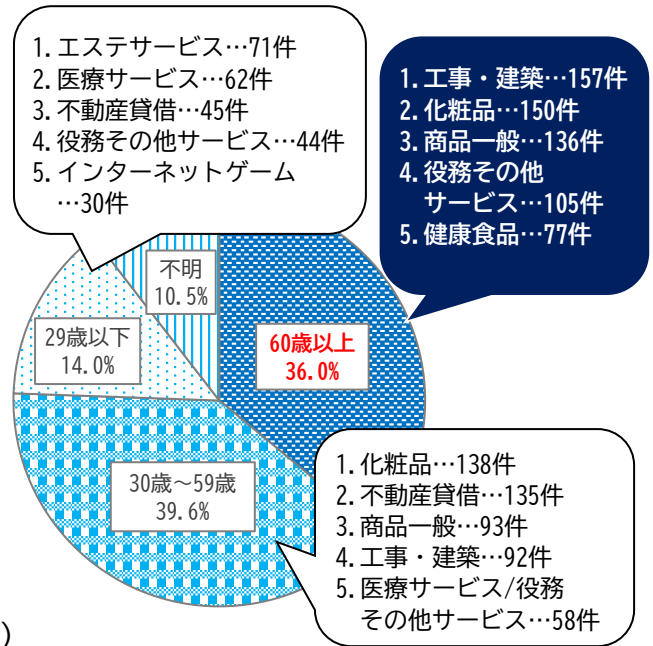 1. エステサービス…71件
2. 医療サービス…62件
3. 不動産貸借…45件
4. 役務その他サービス…44件
5. インターネットゲーム
…30件
1. 工事・建築…157件
2. 化粧品…150件
3. 商品一般…136件
4. 役務その他
サービス…105件
5. 健康食品…77件
不明
10.5%
29歳以下
14.0%
60歳以上
36.0%
30歳～59歳
39.6%
1. 化粧品…138件
2. 不動産貸借…135件
3. 商品一般…93件
4. 工事・建築…92件
5. 医療サービス/役務
その他サービス…58件
)